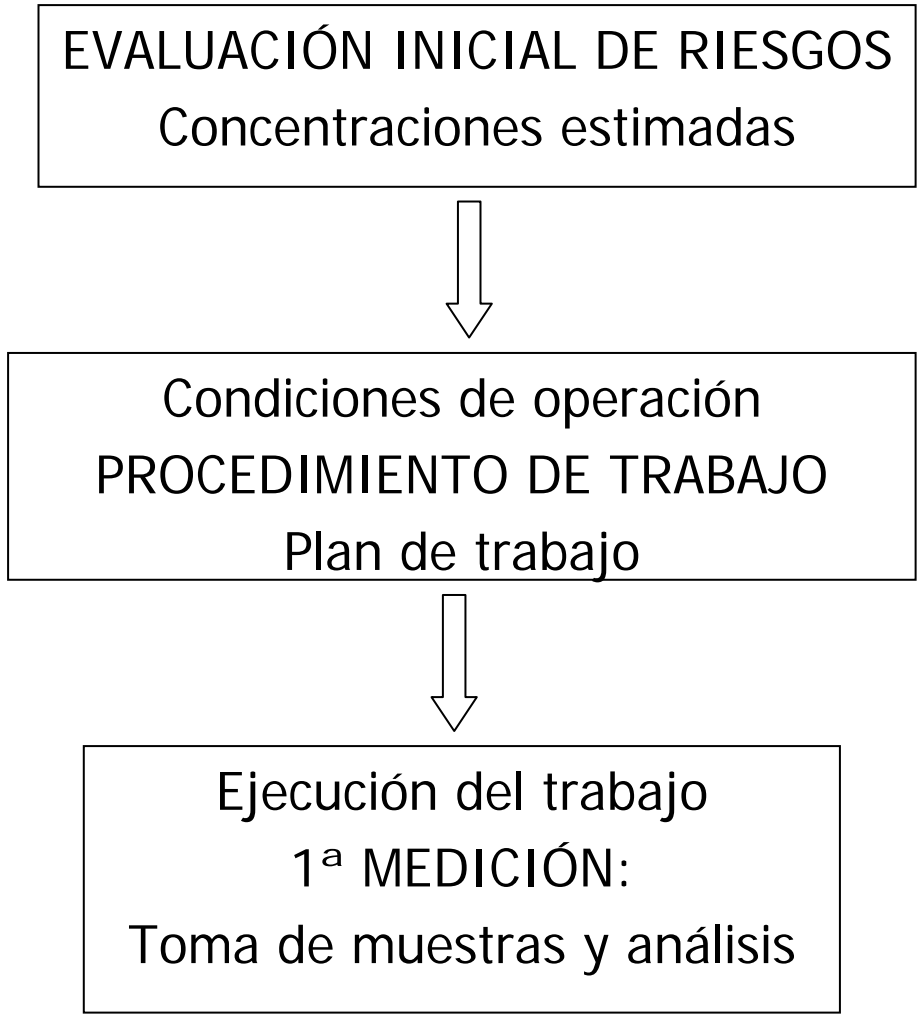 EVALUACIÓN INICIAL DE RIESGOS
Concentraciones estimadas
Condiciones de operación
PROCEDIMIENTO DE TRABAJO
Plan de trabajo
Ejecución del trabajo
1ª MEDICIÓN:
Toma de muestras y análisis